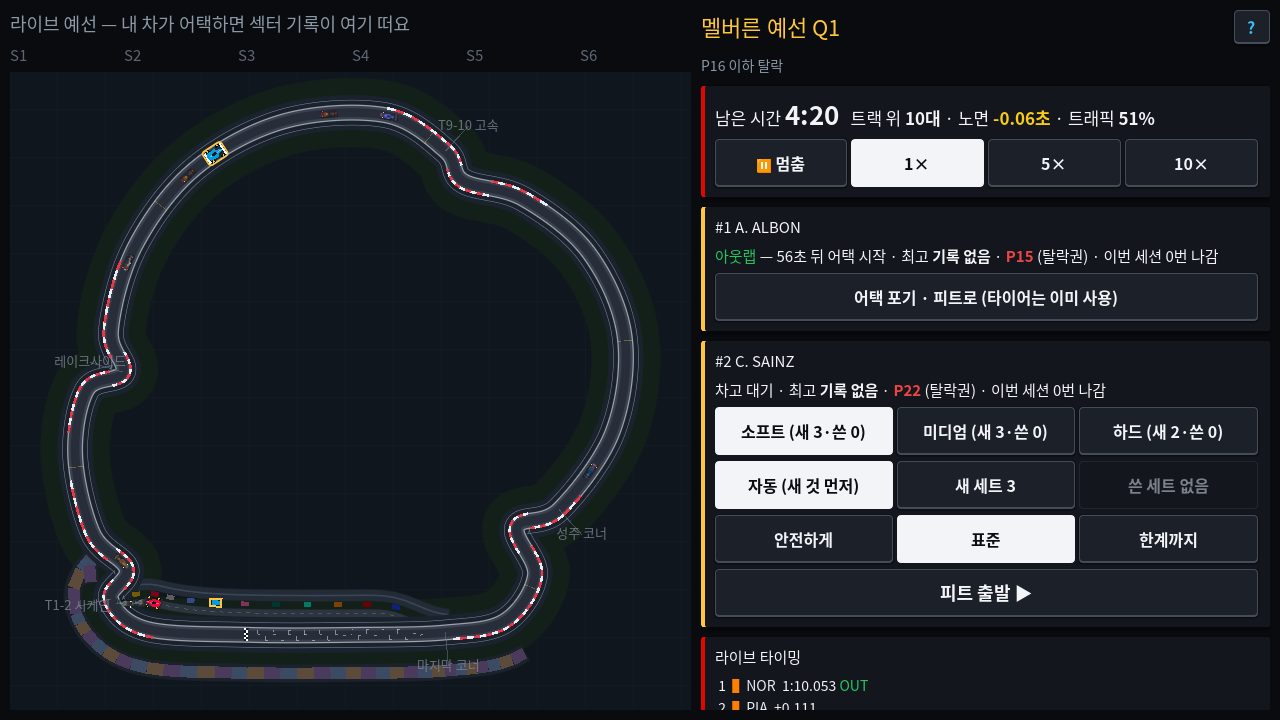 라이브 예선 — 내 차가 어택하면 섹터 기록이 여기 떠요
S1 S2 S3 S4 S5 S6
T9-10 고속
레이크사이드
성주 코너
T1-2 시케인
마지막 코너
멜버른 예선 Q1
?
P16 이하 탈락
남은 시간 4:20 트랙 위 10대 · 노면 -0.06초 · 트래픽 51%
⏸ 멈춤 1× 5× 10×
#1 A. ALBON
아웃랩 — 56초 뒤 어택 시작 · 최고 기록 없음 · P15 (탈락권) · 이번 세션 0번 나감
어택 포기 · 피트로 (타이어는 이미 사용)
#2 C. SAINZ
차고 대기 · 최고 기록 없음 · P22 (탈락권) · 이번 세션 0번 나감
소프트 (새 3·쓴 0) 미디엄 (새 3·쓴 0) 하드 (새 2·쓴 0)
자동 (새 것 먼저) 새 세트 3 쓴 세트 없음
안전하게 표준 한계까지
피트 출발 ▶
라이브 타이밍
1 NOR 1:10.053 OUT
2 PIA +0.111